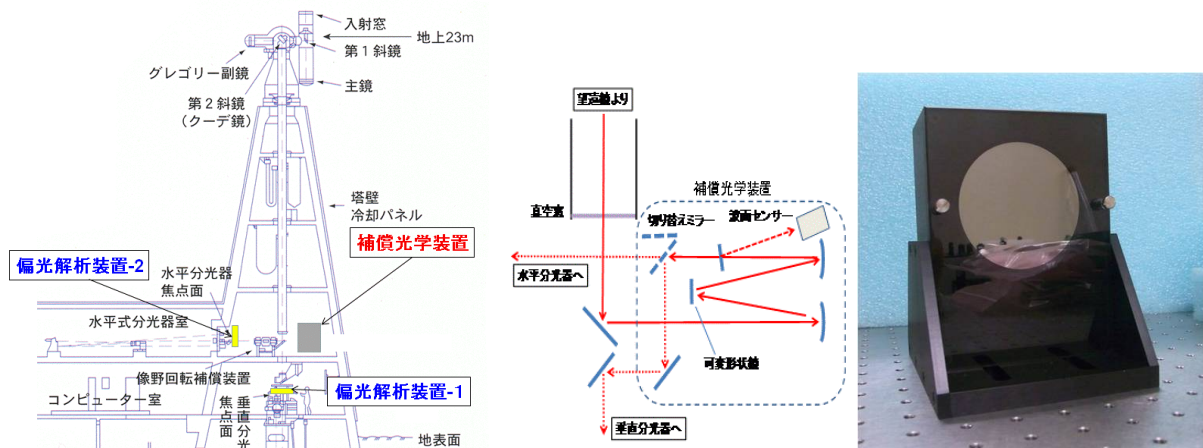 入射窓
地上23m
第1斜鏡
グレゴリー副鏡
主鏡
第2斜鏡
(クーデ鏡)
塔壁
冷却パネル
補償光学装置
偏光解析装置-2
水平分光器
焦点面
水平式分光器室
像野回転補償装置
偏光解析装置-1
コンピューター室
垂直分光
焦点面
地表面
望遠鏡より
補償光学装置
真空窓
切り替えミラー
波面センサー
水平分光器へ
可変形状鏡
垂直分光器へ